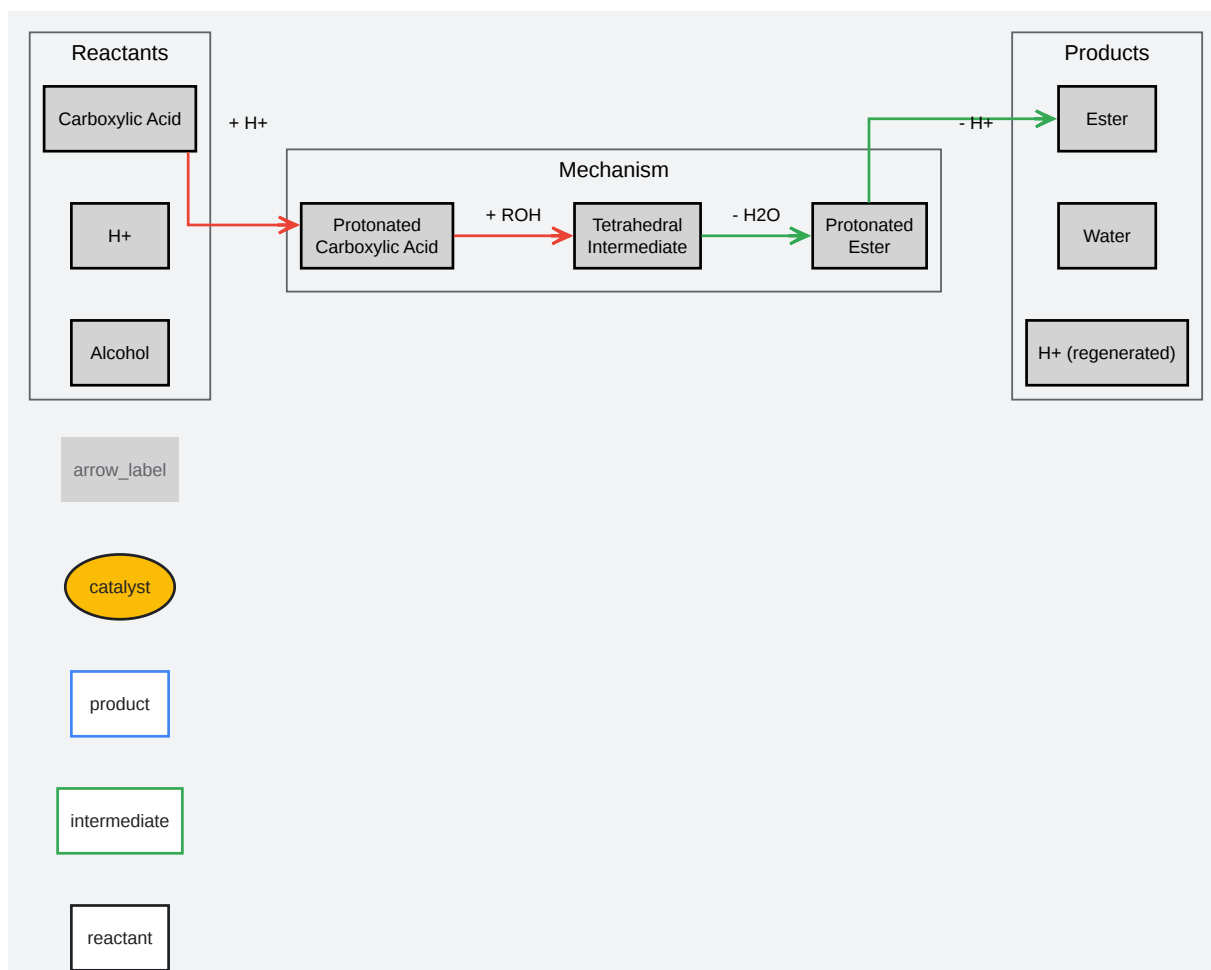 Reactants
Carboxylic Acid
H+
Alcohol
+ H+
Mechanism
Protonated
Carboxylic Acid
+ ROH
Tetrahedral
Intermediate
- H2O
Protonated
Ester
- H+
Products
Ester
Water
H+ (regenerated)
arrow_label
catalyst
product
intermediate
reactant